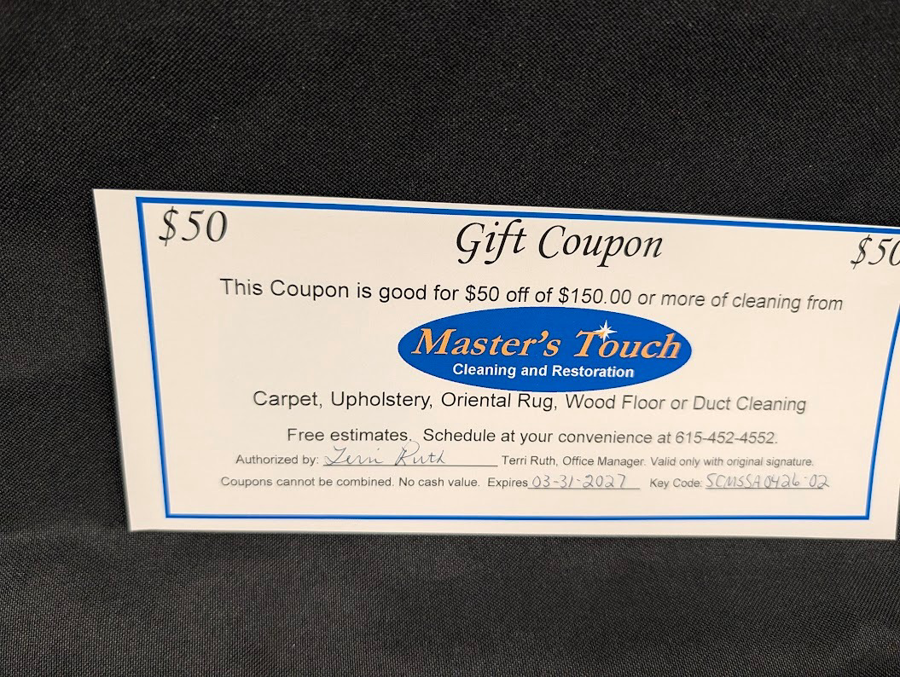 $50
Gift Coupon
$50
This Coupon is good for $50 off of $150.00 or more of cleaning from
Master's Touch
Cleaning and Restoration
Carpet, Upholstery, Oriental Rug, Wood Floor or Duct Cleaning
Free estimates. Schedule at your convenience at 615-452-4552.
Authorized by: Terri Ruth Terri Ruth, Office Manager. Valid only with original signature.
Coupons cannot be combined. No cash value. Expires 03-31-2027 Key Code: SCMSSA0426-02